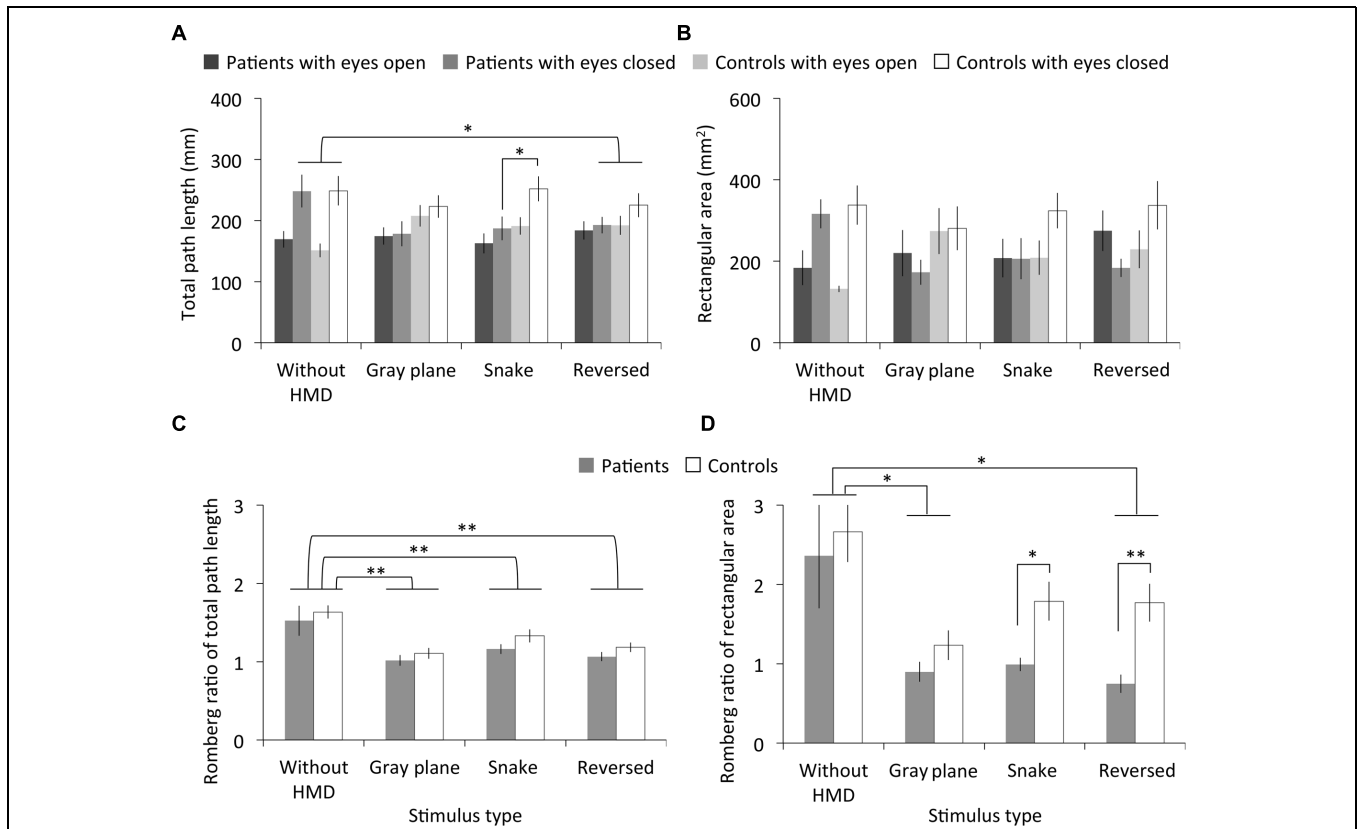 A
B
Patients with eyes open Patients with eyes closed Controls with eyes open Controls with eyes closed
Total path length (mm)
400
300
200
100
0
*
*
Without HMD
Gray plane
Snake
Reversed
Rectangular area (mm²)
600
400
200
0
Without HMD
Gray plane
Snake
Reversed
C
D
Patients Controls
Romberg ratio of total path length
3
2
1
0
**
**
**
Without HMD
Gray plane
Snake
Reversed
Stimulus type
Romberg ratio of rectangular area
3
2
1
0
*
*
*
**
Without HMD
Gray plane
Snake
Reversed
Stimulus type